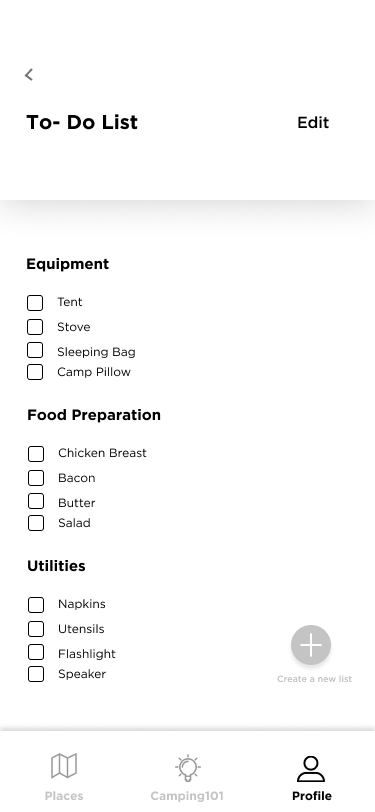 To- Do List
Edit
Equipment
Tent
Stove
Sleeping Bag
Camp Pillow
Food Preparation
Chicken Breast
Bacon
Butter
Salad
Utilities
Napkins
Utensils
Flashlight
Speaker
Create a new list
Places
Camping101
Profile